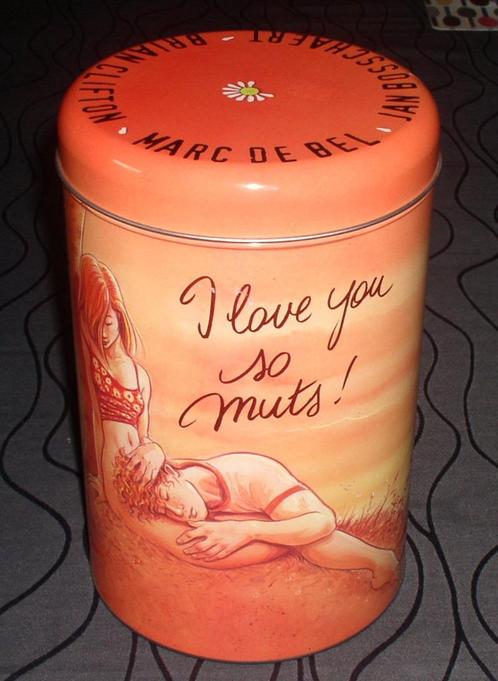 BRIAN CLIFTON
JAN BOSSCHAERT
MARC DE BEL
I love you
so
muts!